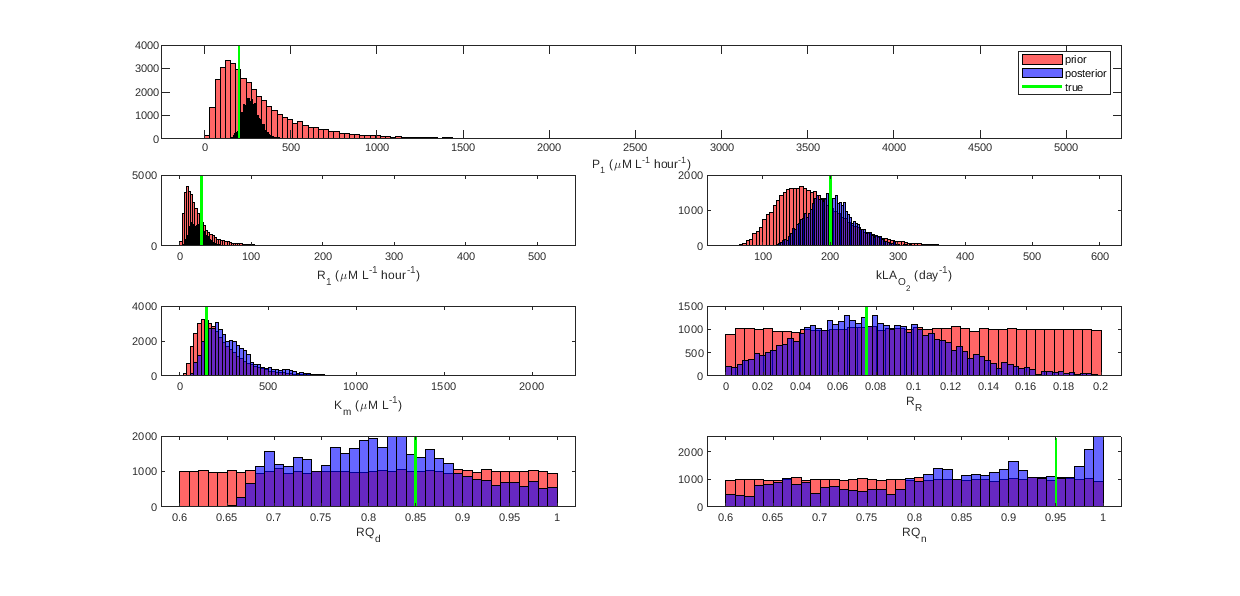 4000
3000
2000
1000
0
prior
posterior
true
0 500 1000 1500 2000 2500 3000 3500 4000 4500 5000
P1 (μM L-1 hour-1)
5000
0
0 100 200 300 400 500
R1 (μM L-1 hour-1)
2000
1000
0
100 200 300 400 500 600
kLAO2 (day-1)
4000
2000
0
0 500 1000 1500 2000
Km (μM L-1)
1500
1000
500
0
0 0.02 0.04 0.06 0.08 0.1 0.12 0.14 0.16 0.18 0.2
RR
2000
1000
0
0.6 0.65 0.7 0.75 0.8 0.85 0.9 0.95 1
RQd
2000
1000
0
0.6 0.65 0.7 0.75 0.8 0.85 0.9 0.95 1
RQn